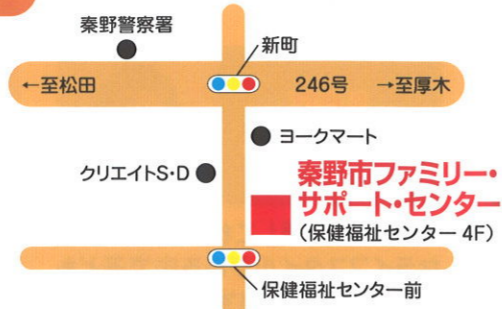 秦野警察署
新町
←至松田
246号
→至厚木
ヨークマート
クリエイトS・D
秦野市ファミリー・
サポート・センター
（保健福祉センター 4F）
保健福祉センター前